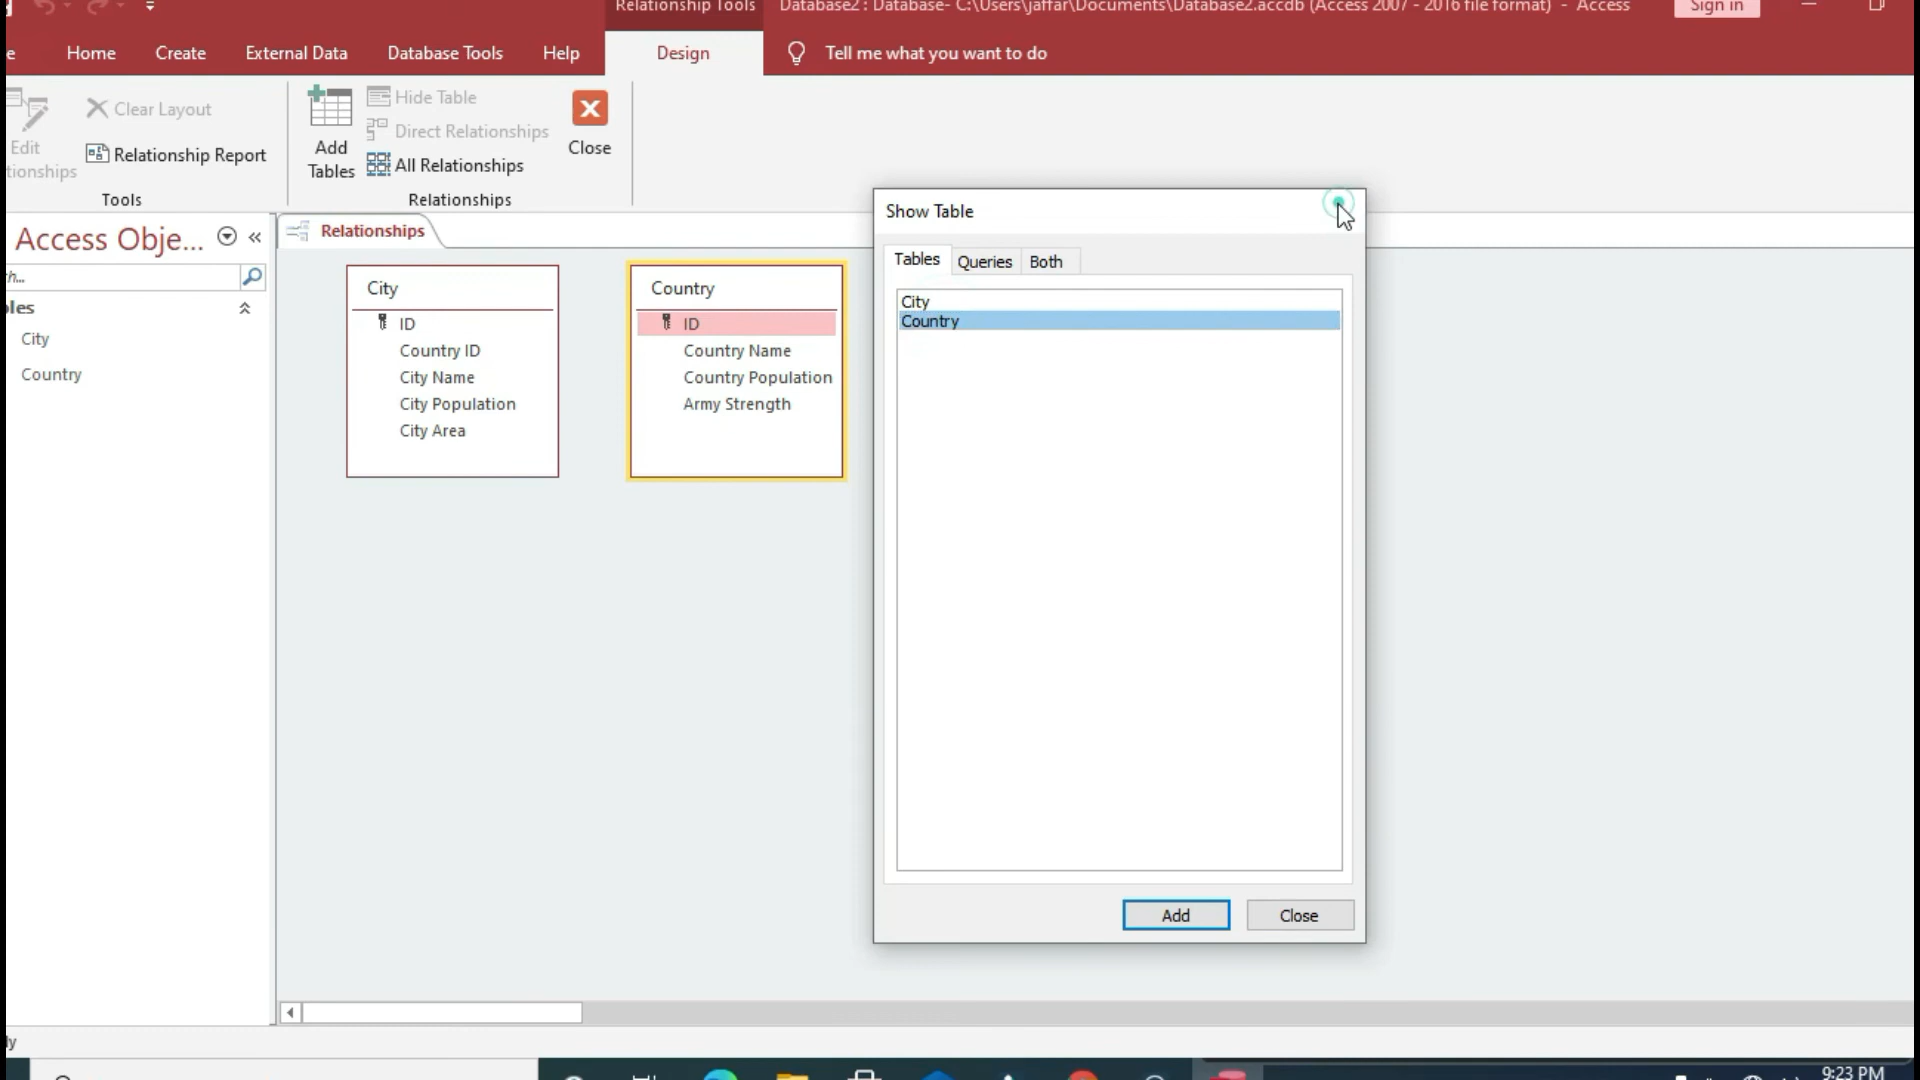 Relationship Tools
Database2 : Database- C:\Users\jaffar\Documents\Database2.accdb (Access 2007 - 2016 file format) - Access
Sign in
Home Create External Data Database Tools Help Design Tell me what you want to do
Edit
tionships
Clear Layout
Relationship Report
Tools
Add
Tables
Hide Table
Direct Relationships
All Relationships
Close
Relationships
Access Obje...
Relationships
City
Country
City
ID
Country ID
City Name
City Population
City Area
Country
ID
Country Name
Country Population
Army Strength
Show Table
Tables Queries Both
City
Country
Add Close
9:23 PM